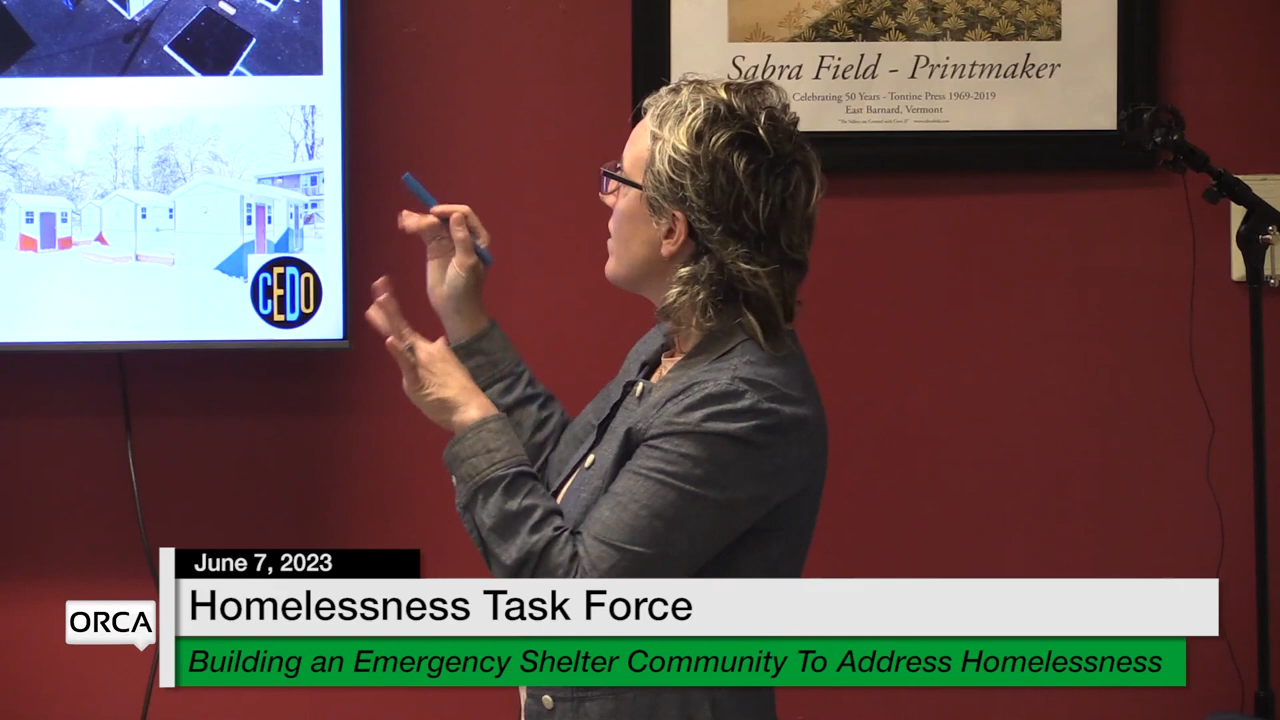 Sabra Field - Printmaker
Celebrating 50 Years - Tontine Press 1969-2019
East Barnard, Vermont
CEDO
June 7, 2023
Homelessness Task Force
ORCA
Building an Emergency Shelter Community To Address Homelessness